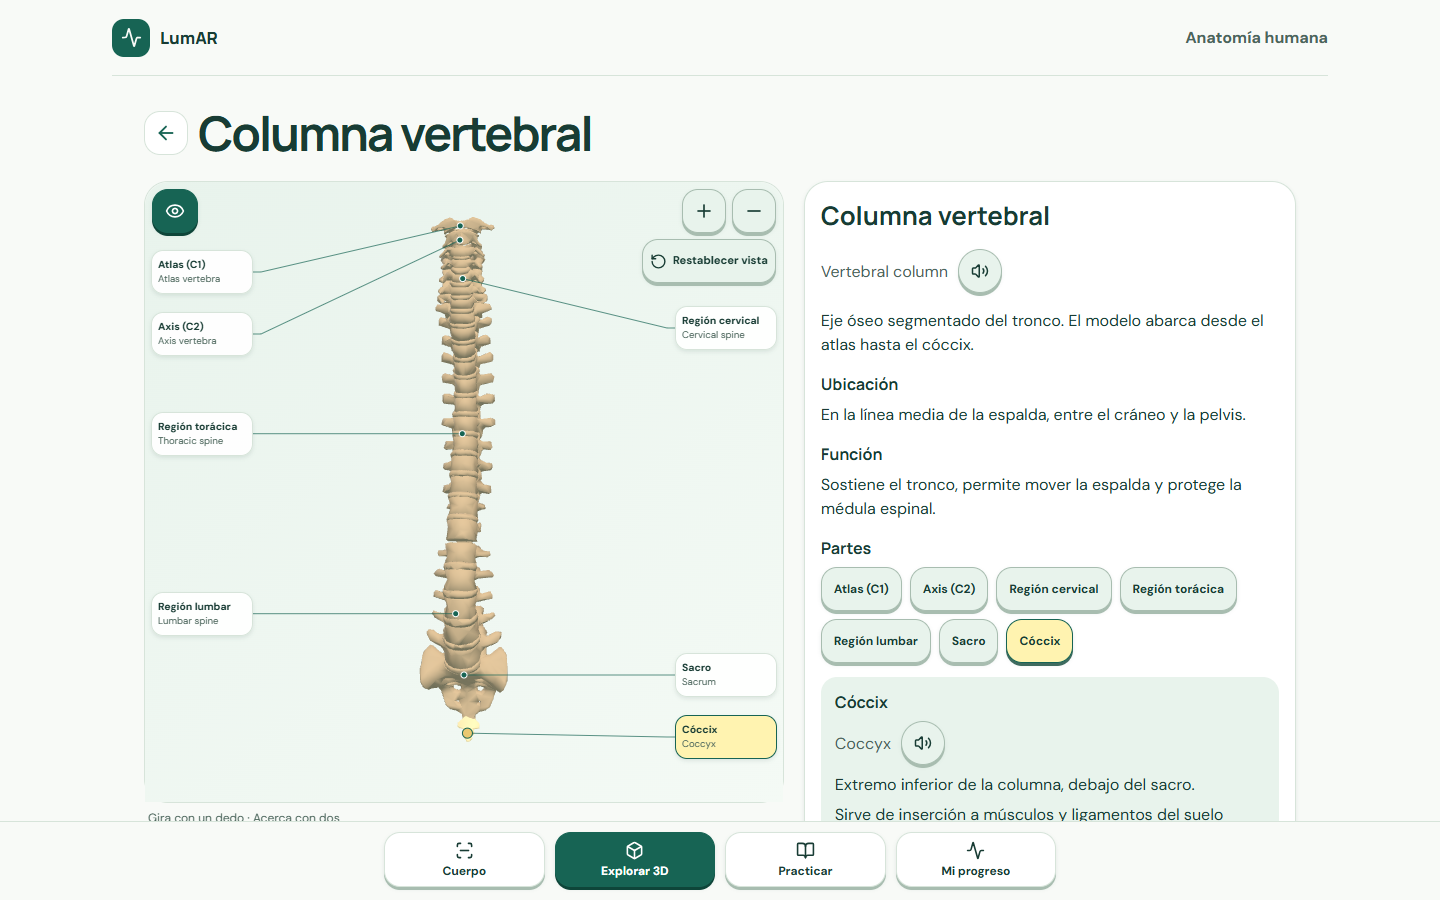 LumAR
Anatomía humana
Columna vertebral
Restablecer vista
Atlas (C1)
Atlas vertebra
Axis (C2)
Axis vertebra
Región cervical
Cervical spine
Región torácica
Thoracic spine
Región lumbar
Lumbar spine
Sacro
Sacrum
Cóccix
Coccyx
Gira con un dedo · Acerca con dos
Columna vertebral
Vertebral column
Eje óseo segmentado del tronco. El modelo abarca desde el
atlas hasta el cóccix.
Ubicación
En la línea media de la espalda, entre el cráneo y la pelvis.
Función
Sostiene el tronco, permite mover la espalda y protege la
médula espinal.
Partes
Atlas (C1)
Axis (C2)
Región cervical
Región torácica
Región lumbar
Sacro
Cóccix
Cóccix
Coccyx
Extremo inferior de la columna, debajo del sacro.
Sirve de inserción a músculos y ligamentos del suelo
Cuerpo
Explorar 3D
Practicar
Mi progreso